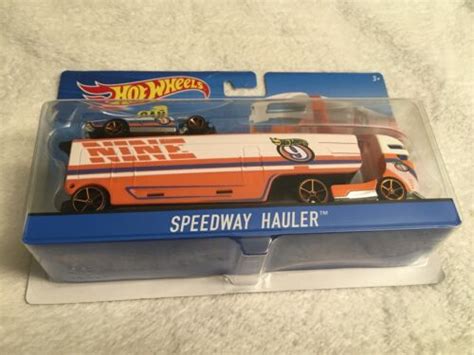 HOT WHEELS
3+
NINE
9
SPEEDWAY HAULER™